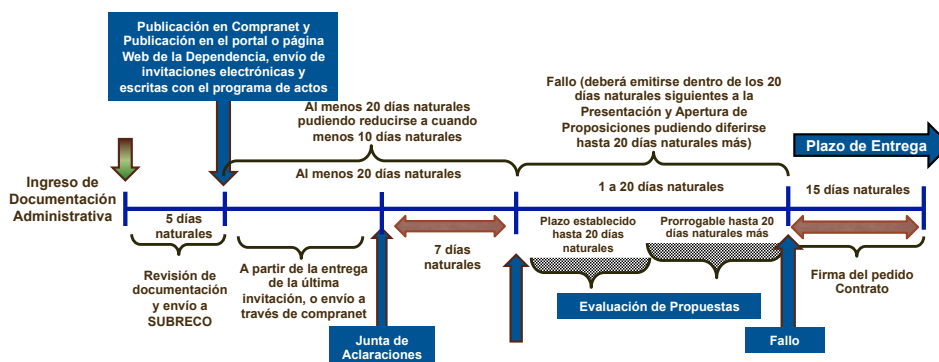 Publicación en Compranet y
Publicación en el portal o página
Web de la Dependencia, envío de
invitaciones electrónicas y
escritas con el programa de actos
Al menos 20 días naturales
pudiendo reducirse a cuando
menos 10 días naturales
Fallo (deberá emitirse dentro de los 20
días naturales siguientes a la
Presentación y Apertura de
Proposiciones pudiendo diferirse
hasta 20 días naturales más)
Plazo de Entrega
Ingreso de
Documentación
Administrativa
Al menos 20 días naturales
1 a 20 días naturales
15 días naturales
5 días
naturales
7 días
naturales
Plazo establecido
hasta 20 días
naturales
Prorrogable hasta 20
días naturales más
Revisión de
documentación
y envío a
SUBRECO
A partir de la entrega
de la última
invitación, o envío a
través de compranet
Evaluación de Propuestas
Firma del pedido
Contrato
Junta de
Aclaraciones
Fallo